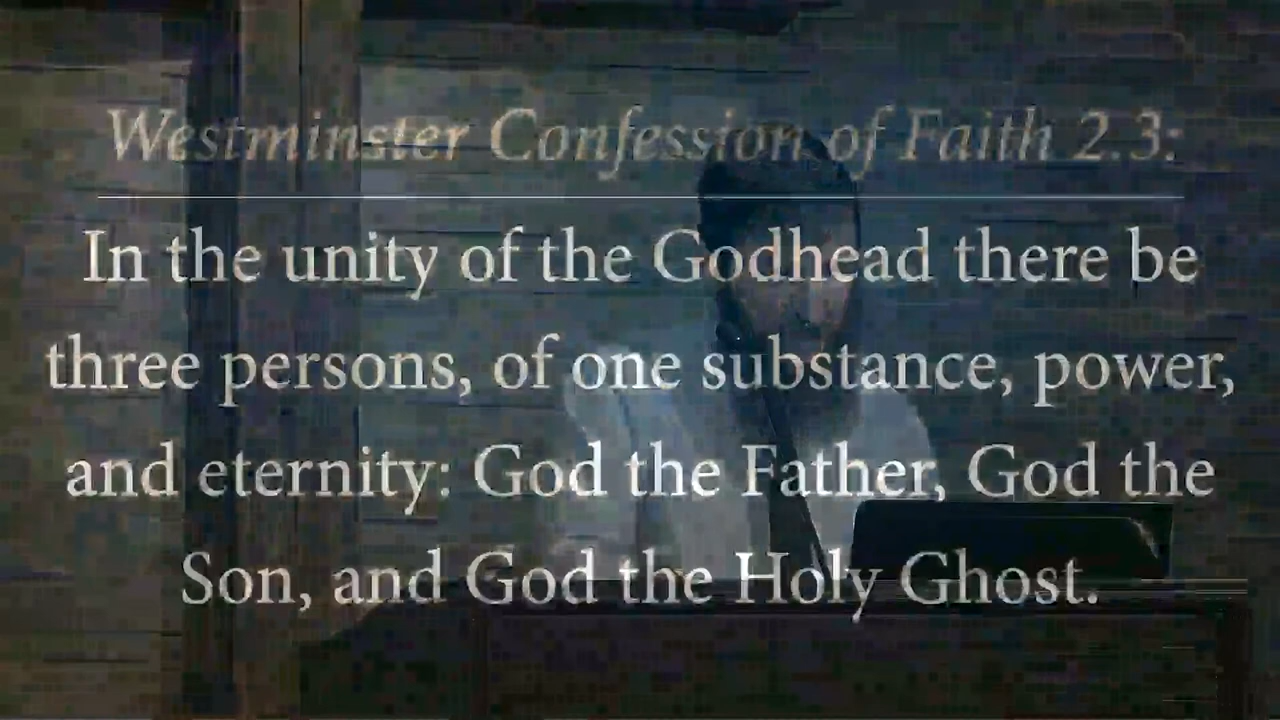 Westminster Confession of Faith 2.3:
In the unity of the Godhead there be
three persons, of one substance, power,
and eternity: God the Father, God the
Son, and God the Holy Ghost.